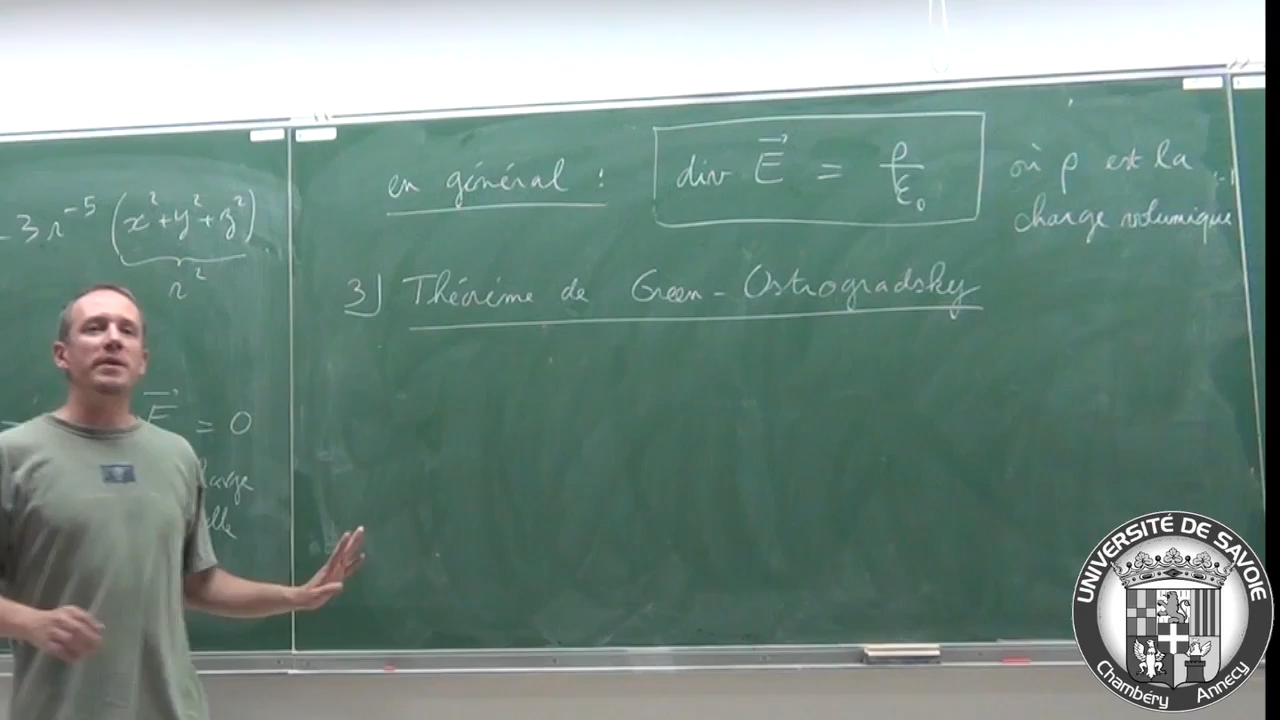 - 3 r⁻⁵ (x² + y² + z²)
r²
E⃗ = 0
en général : div E⃗ = ρ/ε₀ où ρ est la
charge volumique
3) Théorème de Green - Ostrogradsky
UNIVERSITÉ DE SAVOIE
Chambéry Annecy